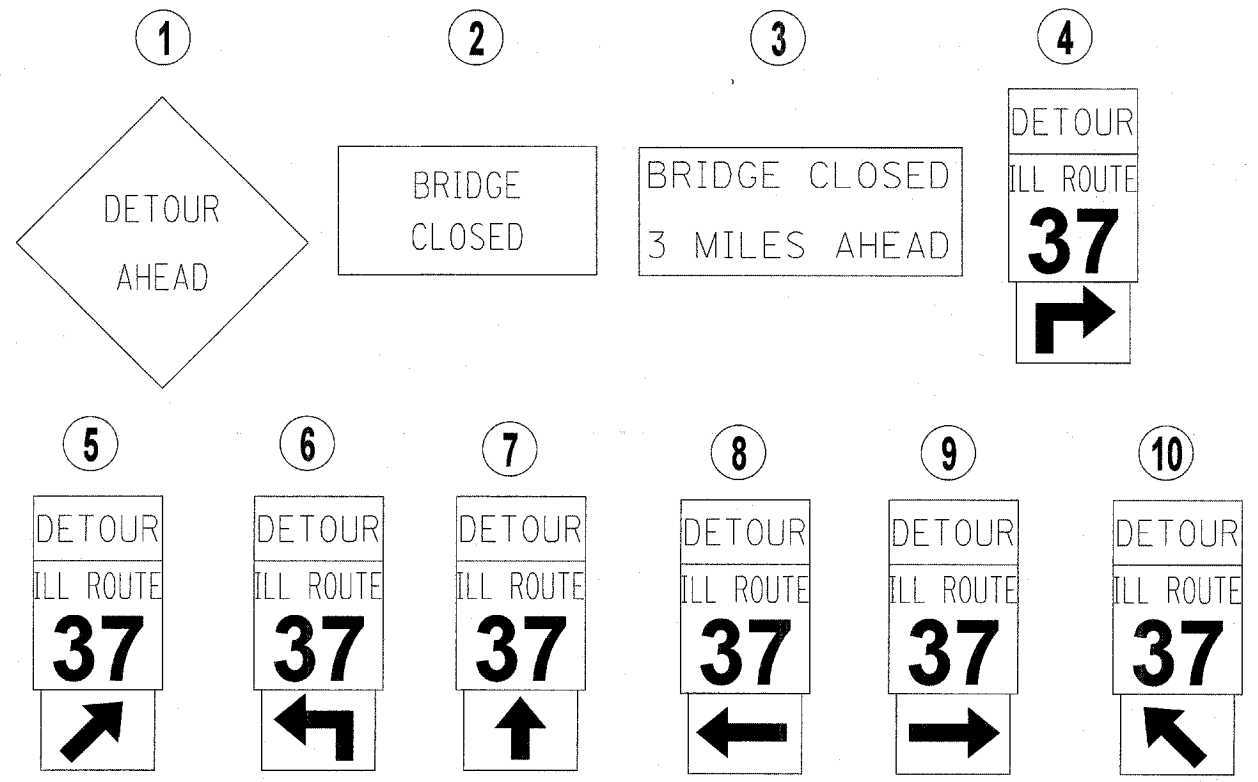 1
2
3
4
DETOUR
AHEAD
BRIDGE
CLOSED
BRIDGE CLOSED
3 MILES AHEAD
DETOUR
ILL ROUTE
37
5
6
7
8
9
10
DETOUR
ILL ROUTE
37
DETOUR
ILL ROUTE
37
DETOUR
ILL ROUTE
37
DETOUR
ILL ROUTE
37
DETOUR
ILL ROUTE
37
DETOUR
ILL ROUTE
37